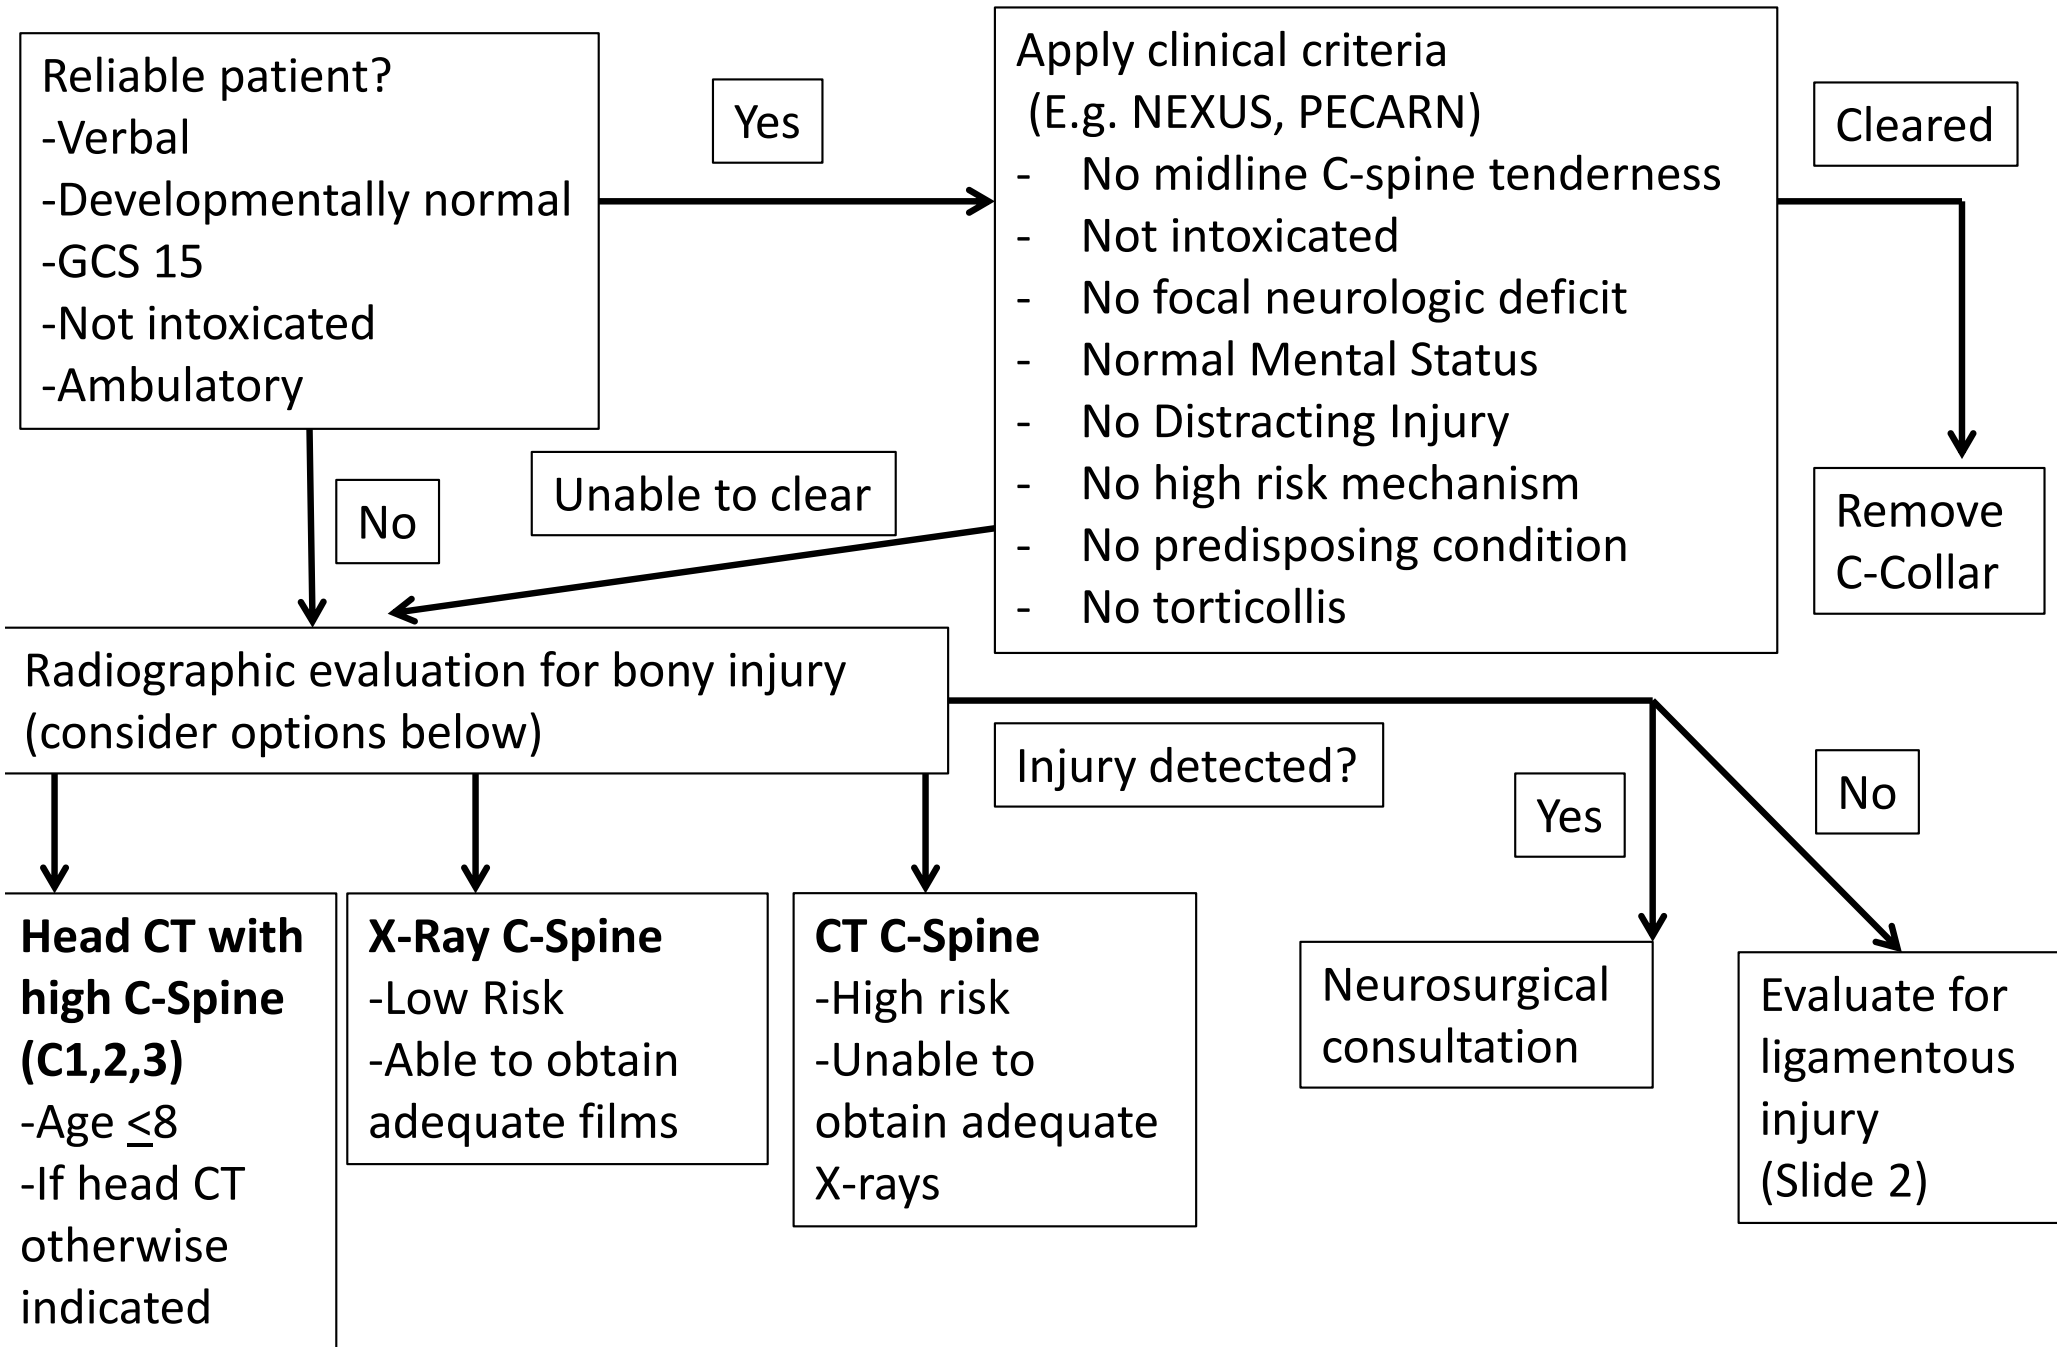 Reliable patient?
-Verbal
-Developmentally normal
-GCS 15
-Not intoxicated
-Ambulatory
Yes
Apply clinical criteria
(E.g. NEXUS, PECARN)
- No midline C-spine tenderness
- Not intoxicated
- No focal neurologic deficit
- Normal Mental Status
- No Distracting Injury
- No high risk mechanism
- No predisposing condition
- No torticollis
Cleared
Remove
C-Collar
No
Unable to clear
Radiographic evaluation for bony injury
(consider options below)
Injury detected?
Yes
No
Head CT with
high C-Spine
(C1,2,3)
-Age <8
-If head CT
otherwise
indicated
X-Ray C-Spine
-Low Risk
-Able to obtain
adequate films
CT C-Spine
-High risk
-Unable to
obtain adequate
X-rays
Neurosurgical
consultation
Evaluate for
ligamentous
injury
(Slide 2)